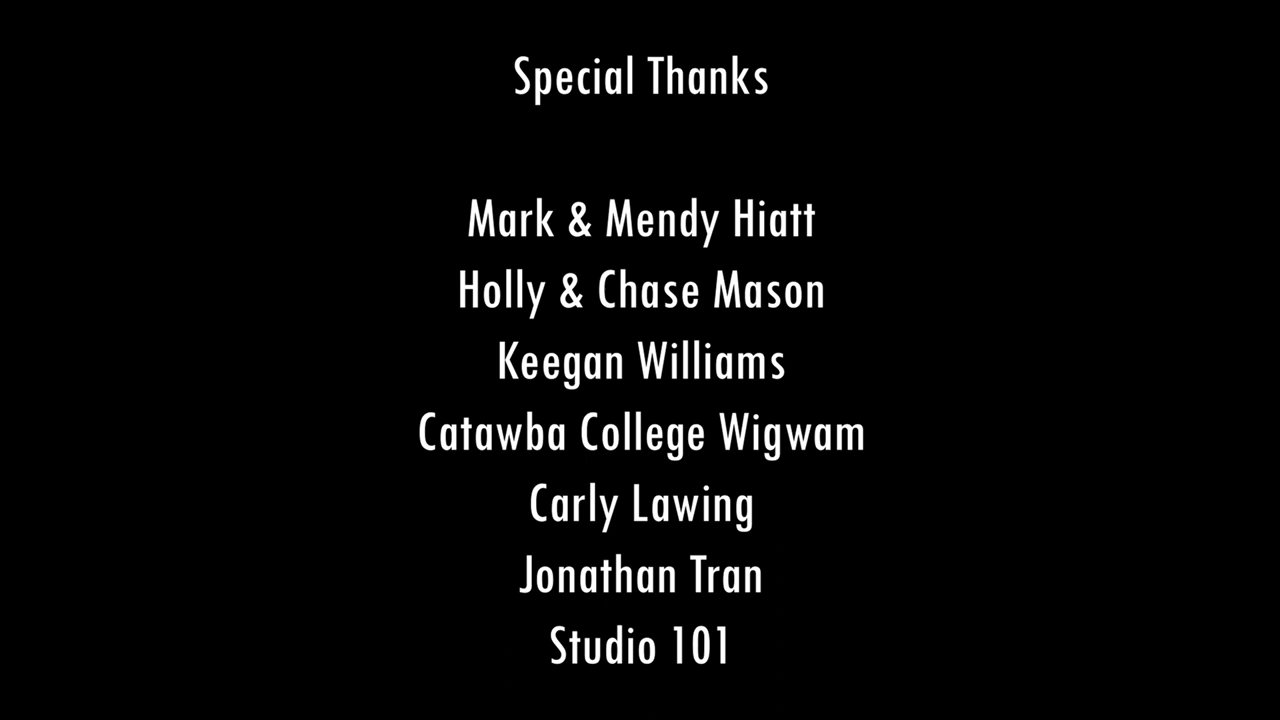 Special Thanks
Mark & Mendy Hiatt
Holly & Chase Mason
Keegan Williams
Catawba College Wigwam
Carly Lawing
Jonathan Tran
Studio 101